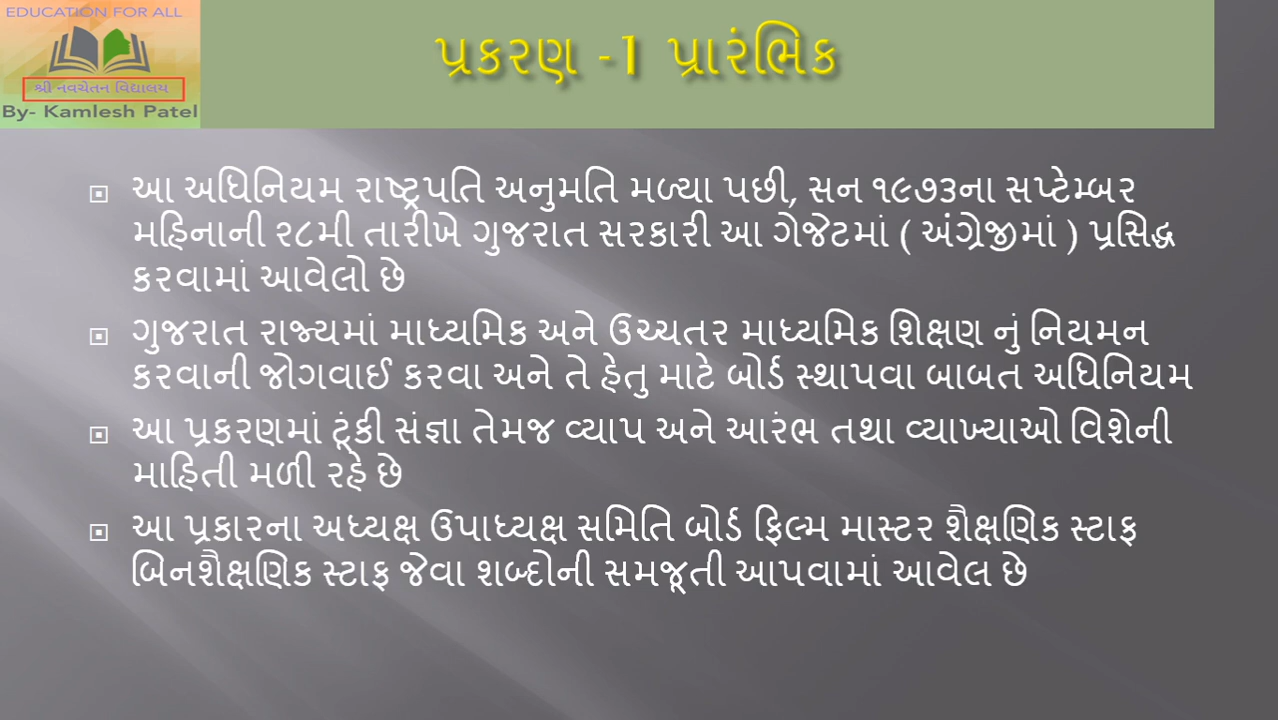 EDUCATION FOR ALL
શ્રી નવચેતન વિદ્યાલય
By- Kamlesh Patel
પ્રકરણ -1 પ્રારંભિક
આ અધિનિયમ રાષ્ટ્રપતિ અનુમતિ મળ્યા પછી, સન ૧૯૭૩ના સપ્ટેમ્બર
મહિનાની ૨૮મી તારીખે ગુજરાત સરકારી આ ગેજેટમાં ( અંગ્રેજીમાં ) પ્રસિદ્ધ
કરવામાં આવેલો છે
ગુજરાત રાજ્યમાં માધ્યમિક અને ઉચ્ચતર માધ્યમિક શિક્ષણ નું નિયમન
કરવાની જોગવાઈ કરવા અને તે હેતુ માટે બોર્ડ સ્થાપવા બાબત અધિનિયમ
આ પ્રકરણમાં ટૂંકી સંજ્ઞા તેમજ વ્યાપ અને આરંભ તથા વ્યાખ્યાઓ વિશેની
માહિતી મળી રહે છે
આ પ્રકારના અધ્યક્ષ ઉપાધ્યક્ષ સમિતિ બોર્ડ ફિલ્મ માસ્ટર શૈક્ષણિક સ્ટાફ
બિનશૈક્ષણિક સ્ટાફ જેવા શબ્દોની સમજૂતી આપવામાં આવેલ છે